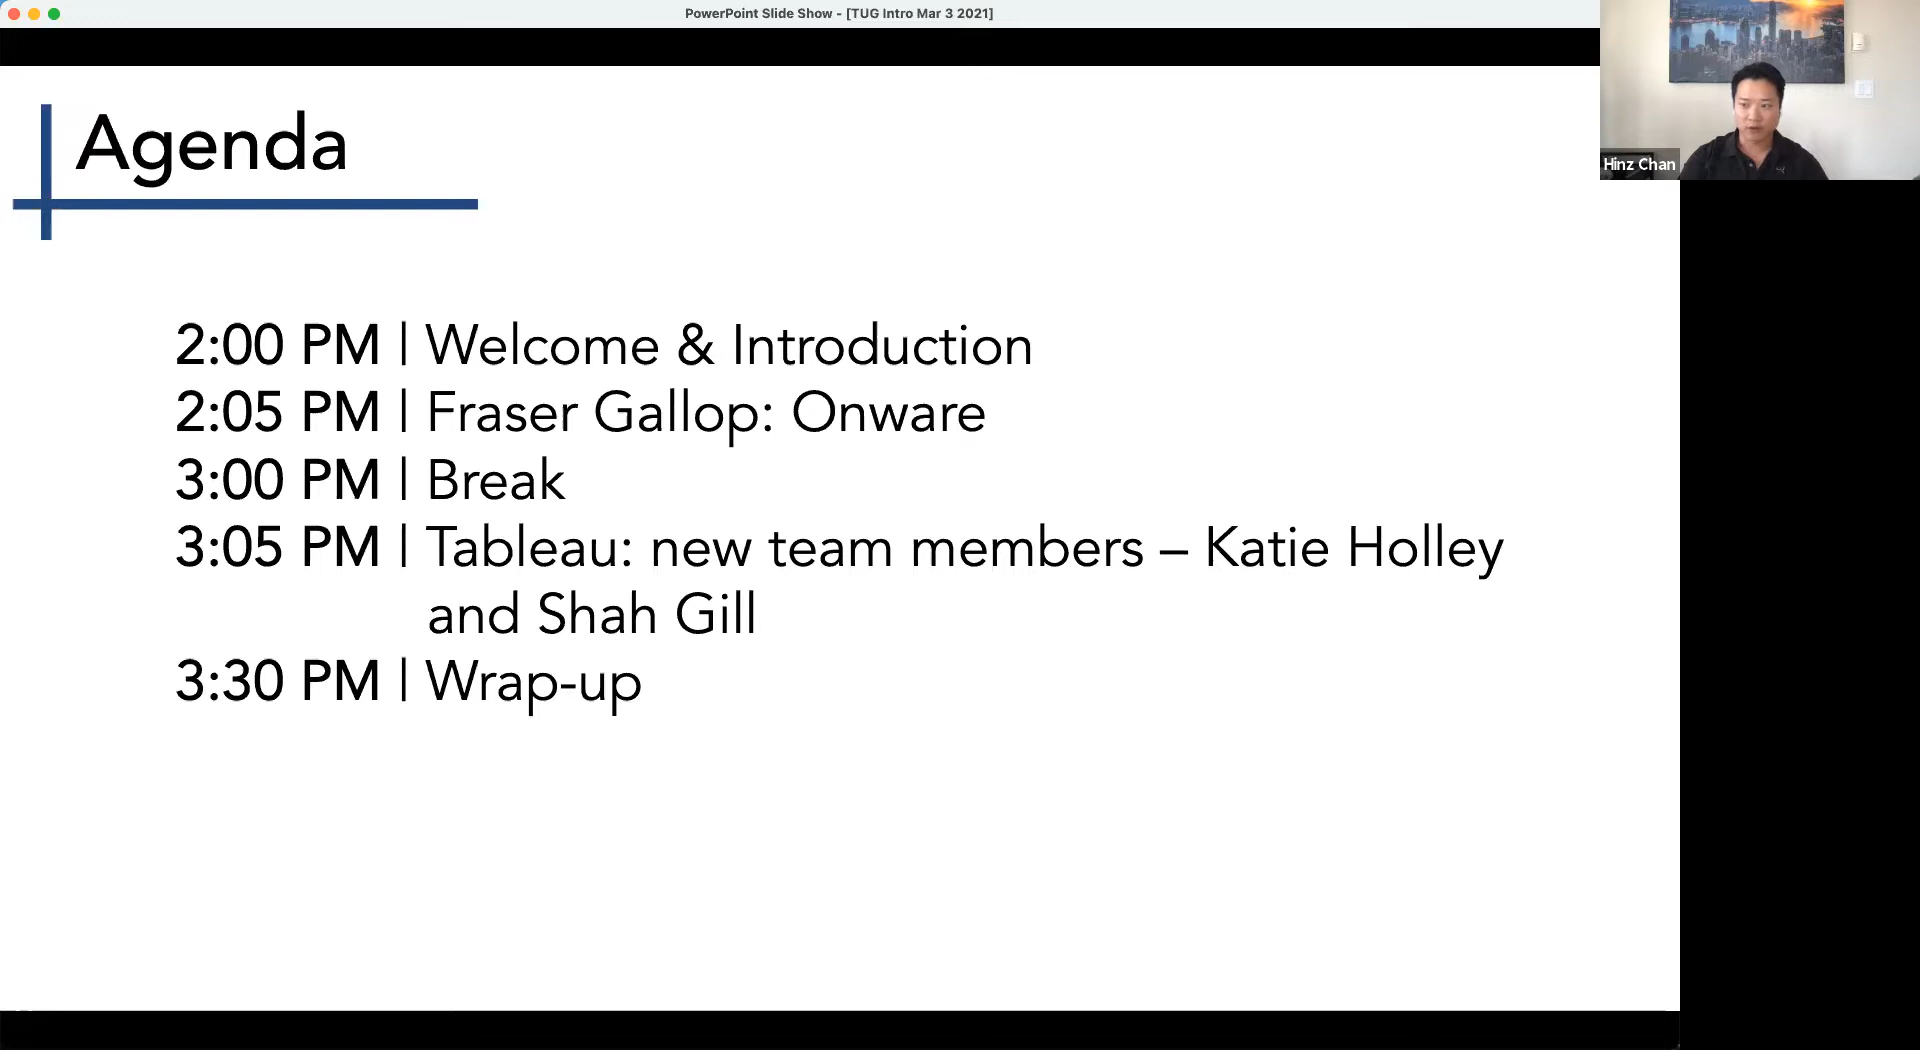 PowerPoint Slide Show - [TUG Intro Mar 3 2021]
Hinz Chan
Agenda
2:00 PM | Welcome & Introduction
2:05 PM | Fraser Gallop: Onware
3:00 PM | Break
3:05 PM | Tableau: new team members – Katie Holley
and Shah Gill
3:30 PM | Wrap-up